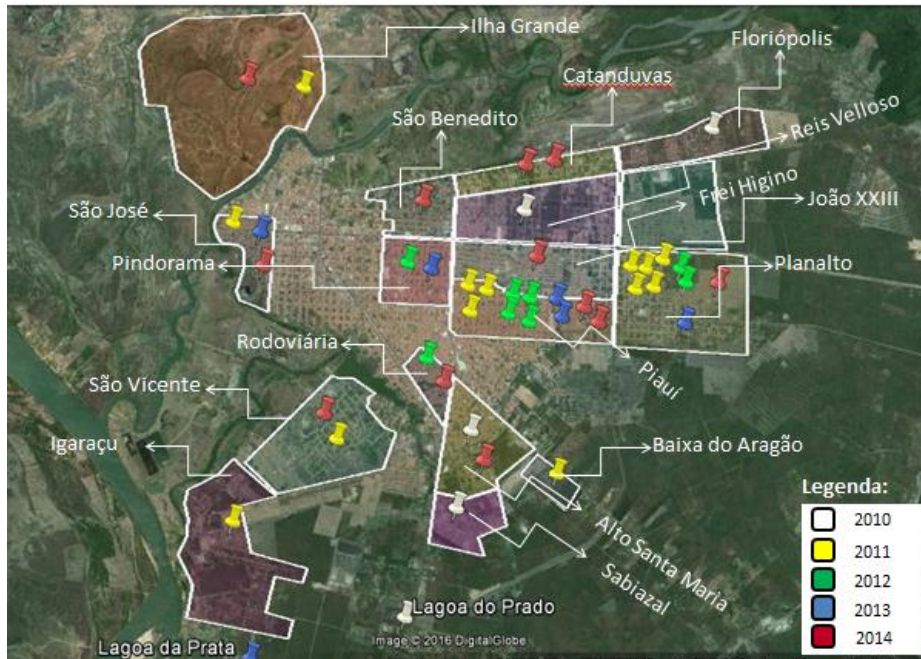 Ilha Grande
Floriópolis
Catanduvas
São Benedito
Reis Velloso
Frei Higino
São José
João XXIII
Pindorama
Planalto
Rodoviária
Piauí
São Vicente
Igaraçu
Baixa do Aragão
Alto Santa Maria
Sabiazal
Lagoa do Prado
Lagoa da Prata
Image © 2016 DigitalGlobe
Legenda:
2010
2011
2012
2013
2014